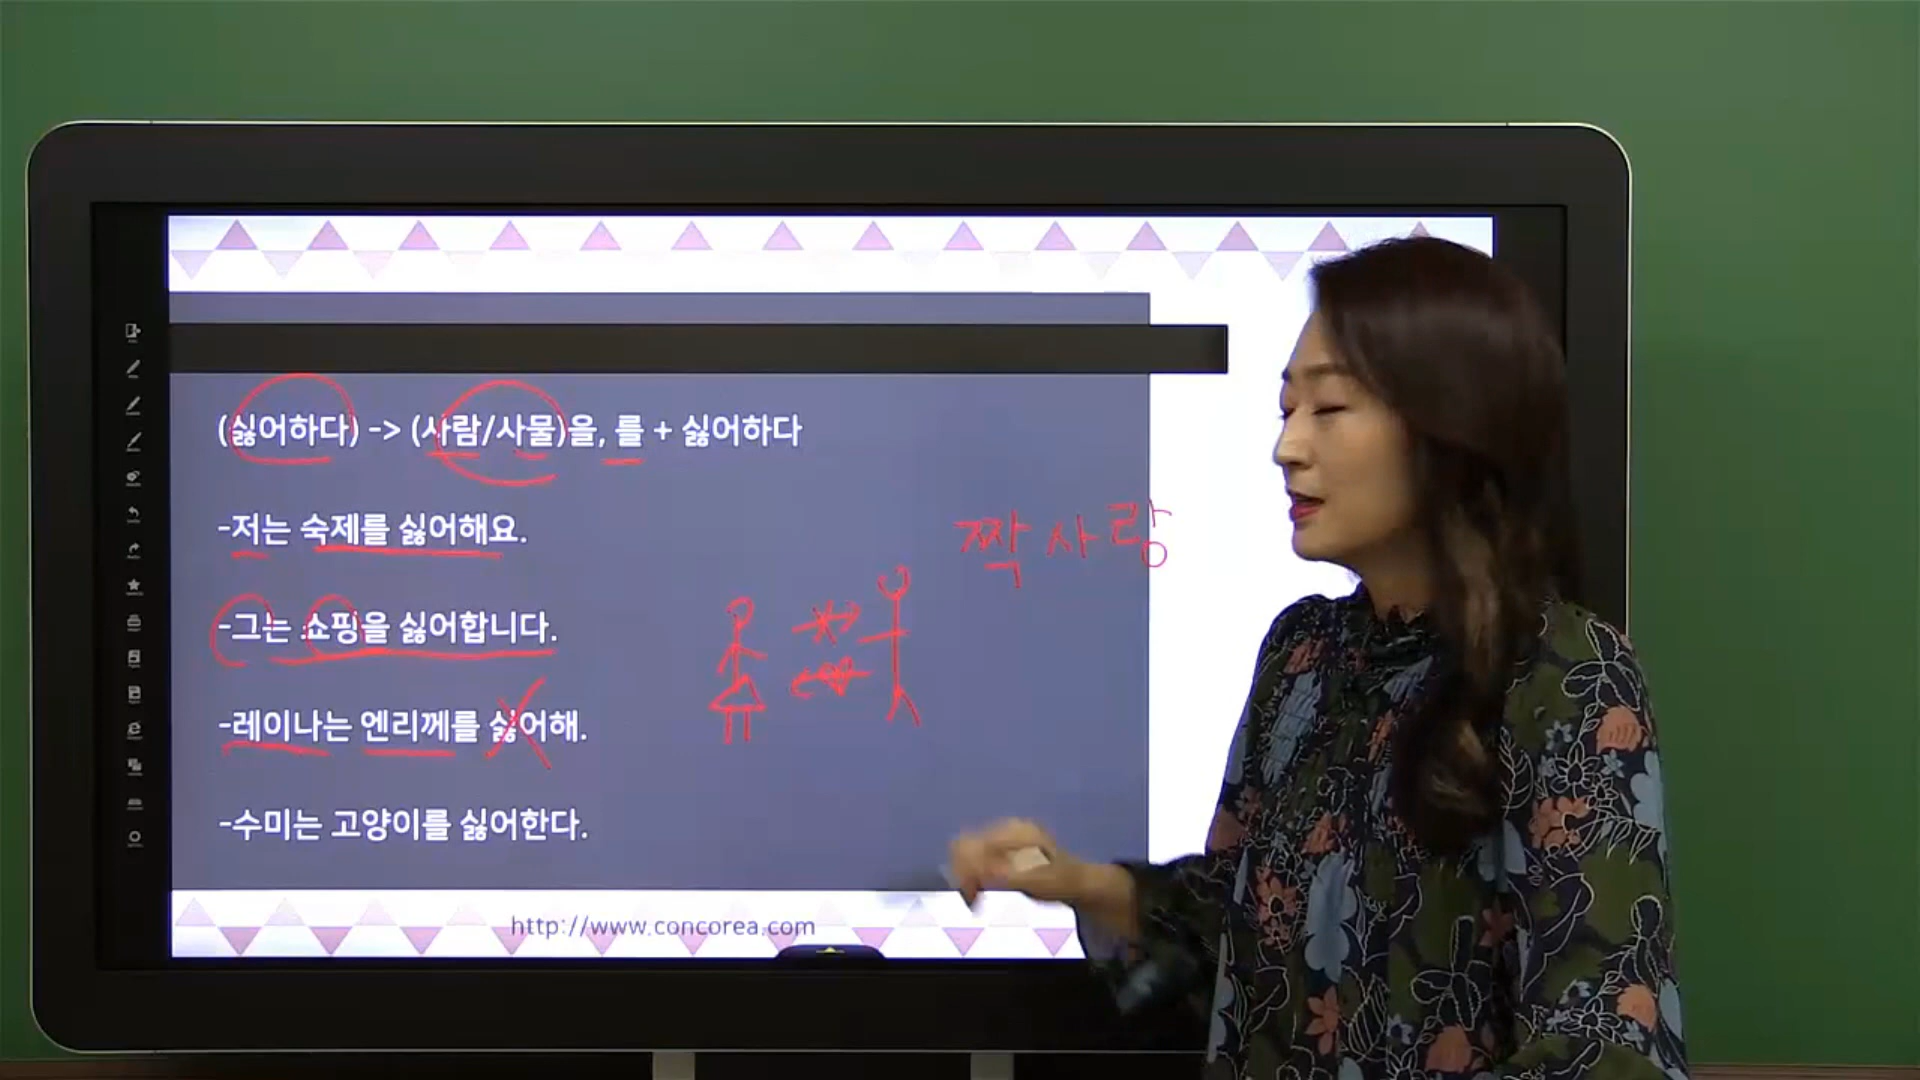 (싫어하다) -> (사람/사물)을, 를 + 싫어하다
-저는 숙제를 싫어해요.
짝사랑
-그는 쇼핑을 싫어합니다.
-레이나는 엔리께를 싫어해.
-수미는 고양이를 싫어한다.
http://www.concorea.com